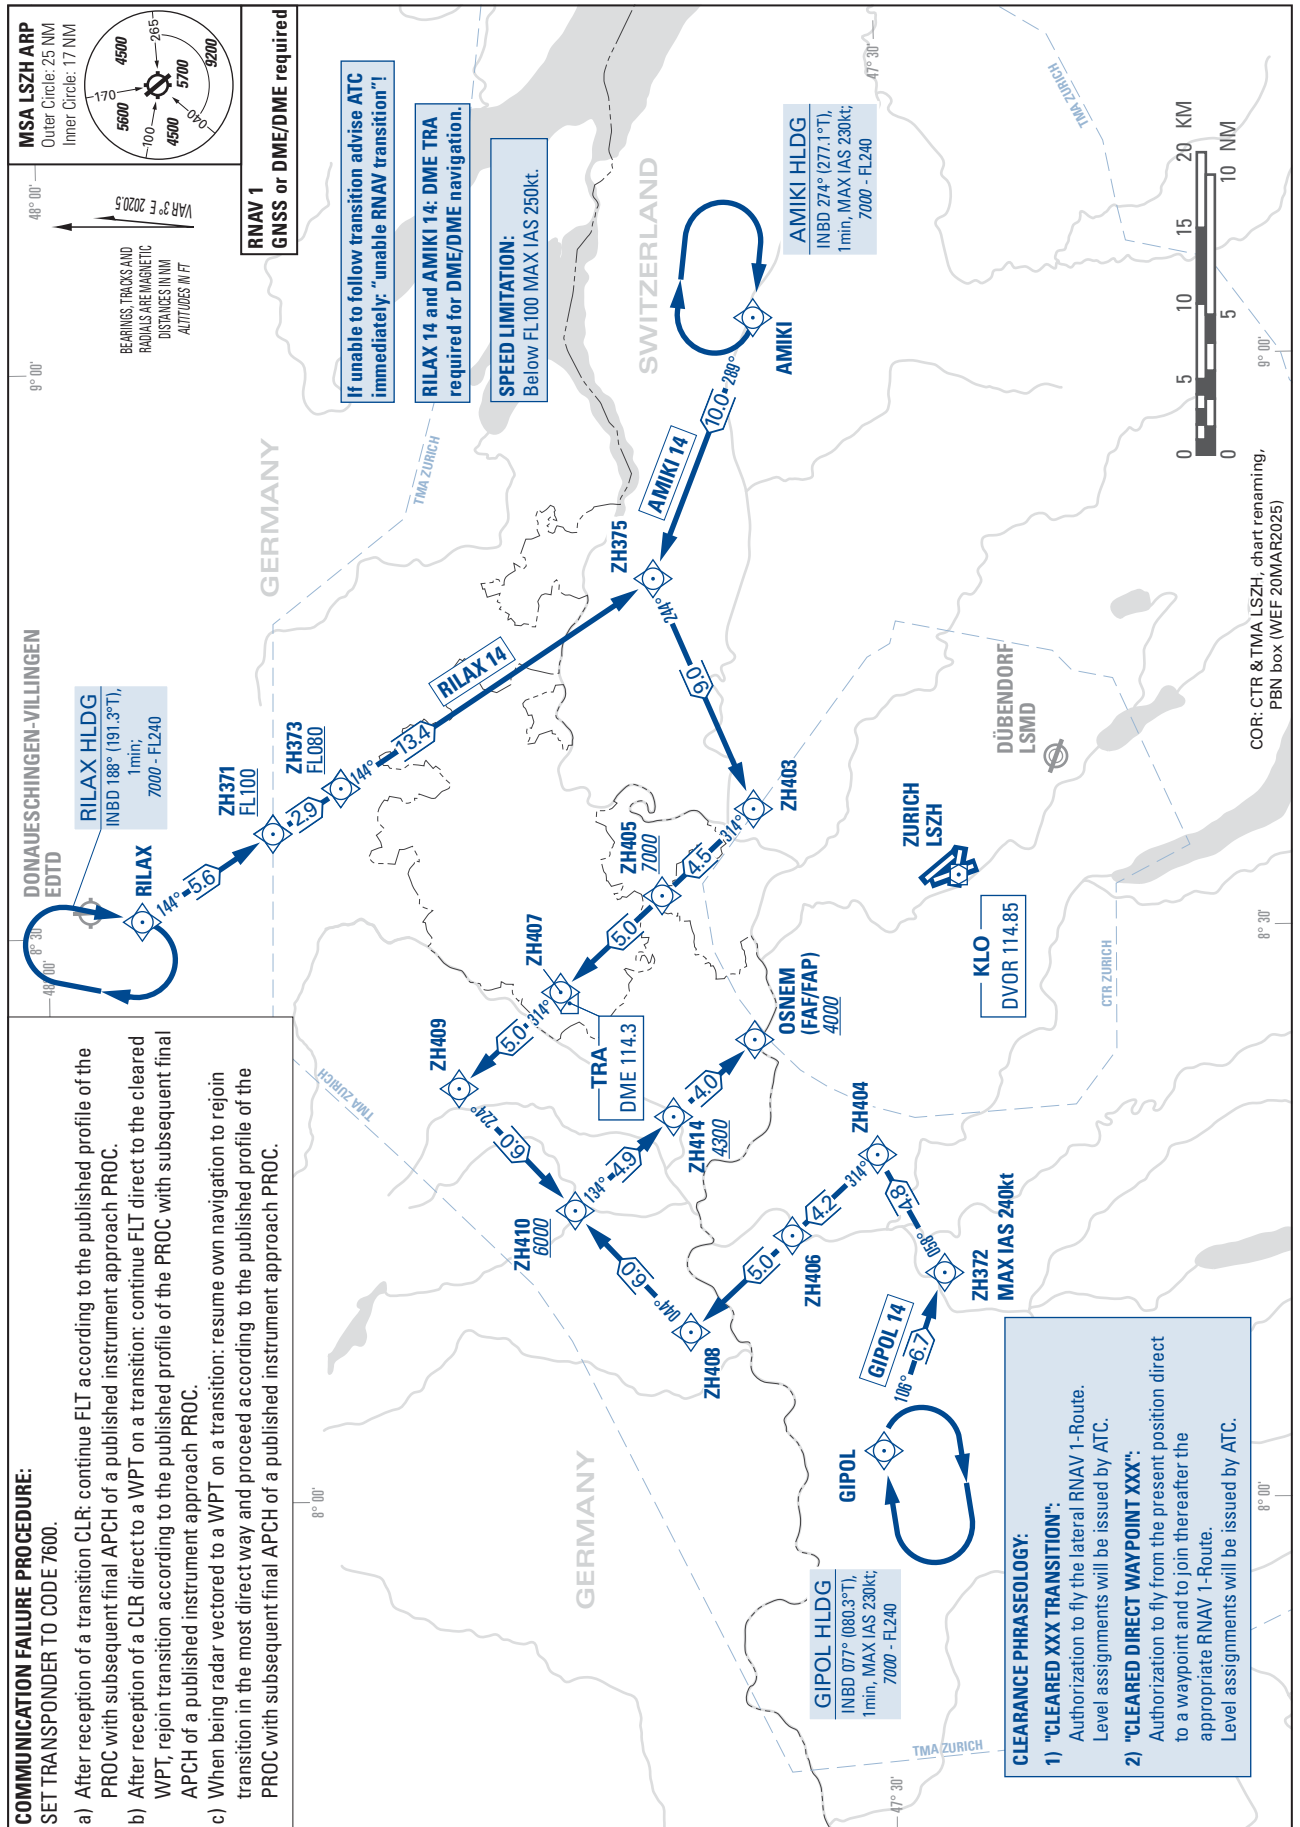 COMMUNICATION FAILURE PROCEDURE:
SET TRANSPONDER TO CODE 7600.
a) After reception of a transition CLR: continue FLT according to the published profile of the
PROC with subsequent final APCH of a published instrument approach PROC.
b) After reception of a CLR direct to a WPT on a transition: continue FLT direct to the cleared
WPT, rejoin transition according to the published profile of the PROC with subsequent final
APCH of a published instrument approach PROC.
c) When being radar vectored to a WPT on a transition: resume own navigation to rejoin
transition in the most direct way and proceed according to the published profile of the
PROC with subsequent final APCH of a published instrument approach PROC.
MSA LSZH ARP
Outer Circle: 25 NM
Inner Circle: 17 NM
170
265
100
040
5600
4500
4500
5700
9200
BEARINGS, TRACKS AND
RADIALS ARE MAGNETIC
DISTANCES IN NM
ALTITUDES IN FT
VAR 3° E 2020.5
RNAV 1
GNSS or DME/DME required
If unable to follow transition advise ATC
immediately: "unable RNAV transition"!
RILAX 14 and AMIKI 14: DME TRA
required for DME/DME navigation.
SPEED LIMITATION:
Below FL100 MAX IAS 250kt.
DONAUESCHINGEN-VILLINGEN
EDTD
RILAX HLDG
INBD 188° (191.3°T),
1min;
7000 - FL240
RILAX
144°
5.6
ZH371
FL100
2.9
ZH373
FL080
144°
13.4
RILAX 14
ZH375
244°
9.0
AMIKI 14
10.0
289°
AMIKI
AMIKI HLDG
INBD 274° (277.1°T),
1min, MAX IAS 230kt;
7000 - FL240
ZH403
314°
4.5
ZH405
7000
5.0
ZH407
314°
5.0
ZH409
224°
6.0
ZH410
6000
134°
4.9
ZH414
4300
4.0
OSNEM
(FAF/FAP)
4000
TRA
DME 114.3
ZH408
044°
6.0
ZH406
5.0
4.2
314°
ZH404
4.8
058°
ZH372
MAX IAS 240kt
GIPOL 14
106°
6.7
GIPOL
GIPOL HLDG
INBD 077° (080.3°T),
1min, MAX IAS 230kt;
7000 - FL240
KLO
DVOR 114.85
ZURICH
LSZH
DÜBENDORF
LSMD
GERMANY
GERMANY
SWITZERLAND
TMA ZURICH
TMA ZURICH
TMA ZURICH
TMA ZURICH
CTR ZURICH
48° 00'
48° 00'
9° 00'
9° 00'
8° 30'
8° 30'
8° 00'
8° 00'
47° 30'
47° 30'
CLEARANCE PHRASEOLOGY:
1) "CLEARED XXX TRANSITION":
Authorization to fly the lateral RNAV 1-Route.
Level assignments will be issued by ATC.
2) "CLEARED DIRECT WAYPOINT XXX":
Authorization to fly from the present position direct
to a waypoint and to join thereafter the
appropriate RNAV 1-Route.
Level assignments will be issued by ATC.
0 5 10 15 20 KM
0 5 10 NM
COR: CTR & TMA LSZH, chart renaming,
PBN box (WEF 20MAR2025)